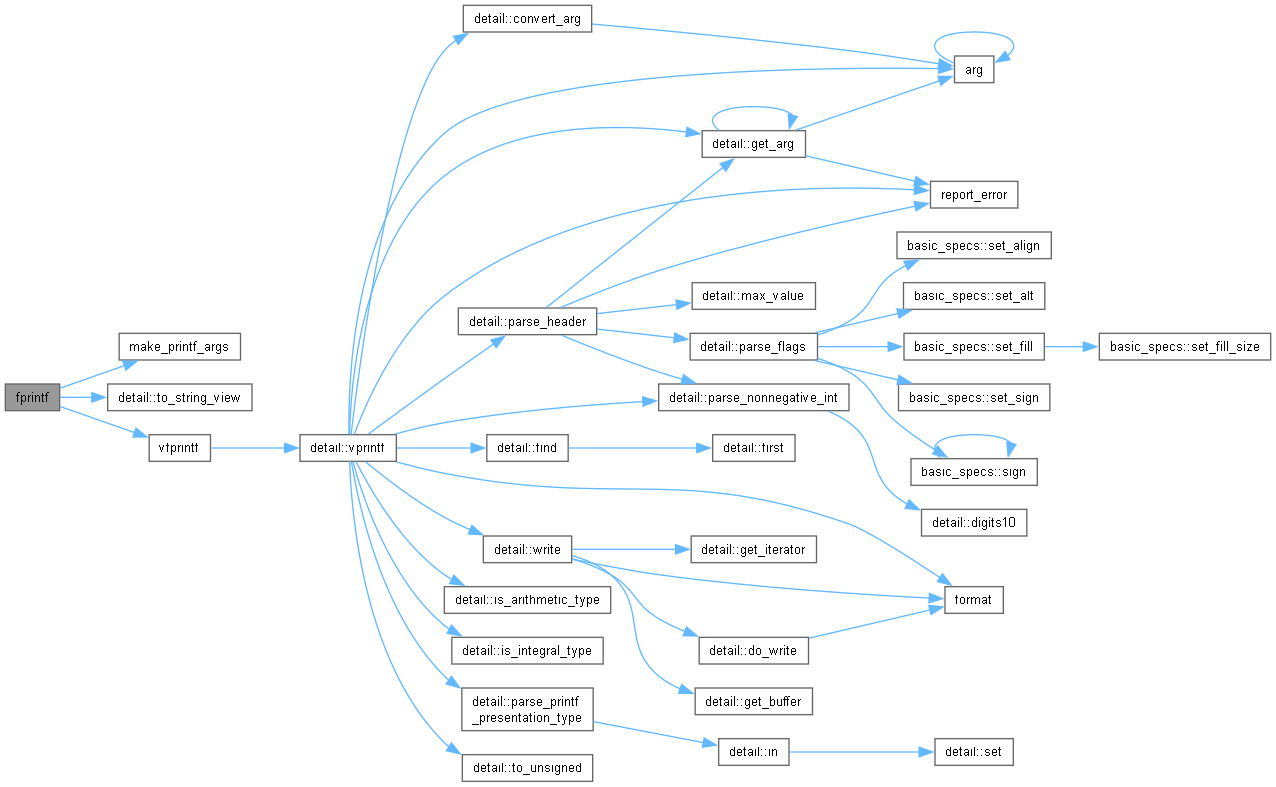 detail::convert_arg
arg
detail::get_arg
report_error
basic_specs::set_align
detail::max_value
basic_specs::set_alt
detail::parse_header
make_printf_args
detail::parse_flags
basic_specs::set_fill
basic_specs::set_fill_size
fprintf
detail::to_string_view
detail::parse_nonnegative_int
basic_specs::set_sign
vfprintf
detail::vprintf
detail::find
detail::first
basic_specs::sign
detail::digits10
detail::write
detail::get_iterator
detail::is_arithmetic_type
format
detail::is_integral_type
detail::do_write
detail::parse_printf
_presentation_type
detail::get_buffer
detail::in
detail::set
detail::to_unsigned